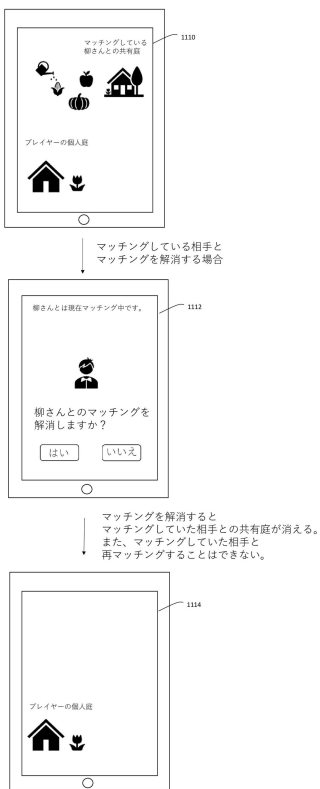 マッチングしている
柳さんとの共有庭
1110
プレイヤーの個人庭
マッチングしている相手と
マッチングを解消する場合
柳さんとは現在マッチング中です。
1112
柳さんとのマッチングを
解消しますか？
はい
いいえ
マッチングを解消すると
マッチングしていた相手との共有庭が消える。
また、マッチングしていた相手と
再マッチングすることはできない。
1114
プレイヤーの個人庭